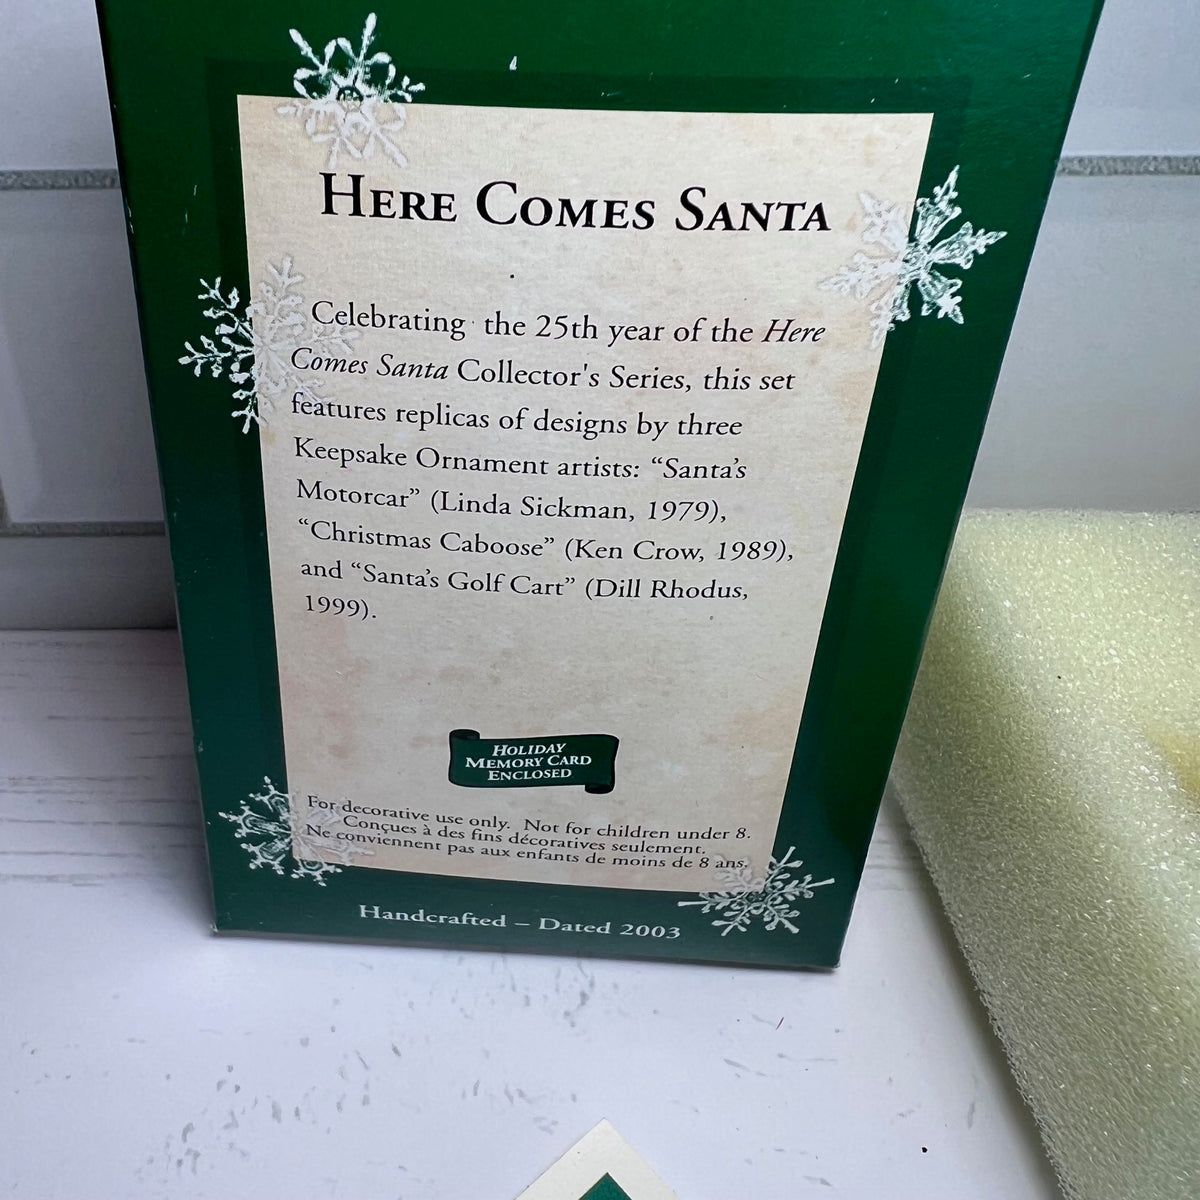 HERE COMES SANTA
Celebrating the 25th year of the Here
Comes Santa Collector's Series, this set
features replicas of designs by three
Keepsake Ornament artists: “Santa’s
Motorcar” (Linda Sickman, 1979),
“Christmas Caboose” (Ken Crow, 1989),
and “Santa’s Golf Cart” (Dill Rhodus,
1999).
HOLIDAY
MEMORY CARD
ENCLOSED
For decorative use only. Not for children under 8.
Conçues à des fins décoratives seulement.
Ne conviennent pas aux enfants de moins de 8 ans.
Handcrafted – Dated 2003